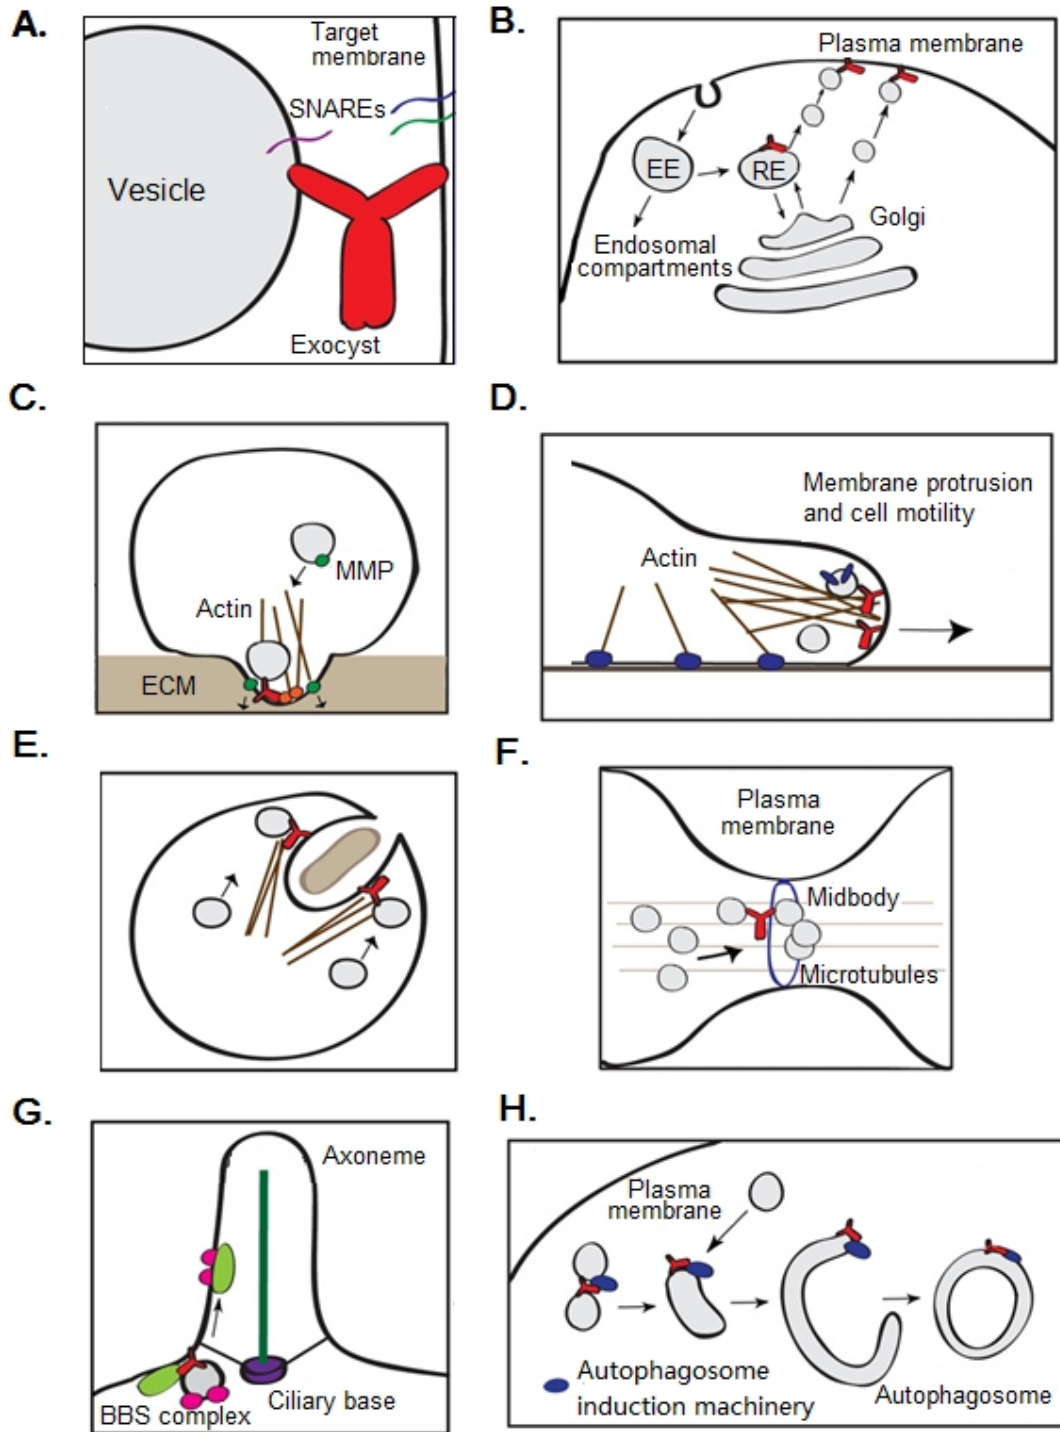 A.
Target
membrane
SNAREs
Vesicle
Exocyst
B.
Plasma membrane
EE
RE
Golgi
Endosomal
compartments
C.
MMP
Actin
ECM
D.
Membrane protrusion
and cell motility
Actin
E.
F.
Plasma
membrane
Midbody
Microtubules
G.
Axoneme
BBS complex
Ciliary base
H.
Plasma
membrane
Autophagosome
induction machinery
Autophagosome